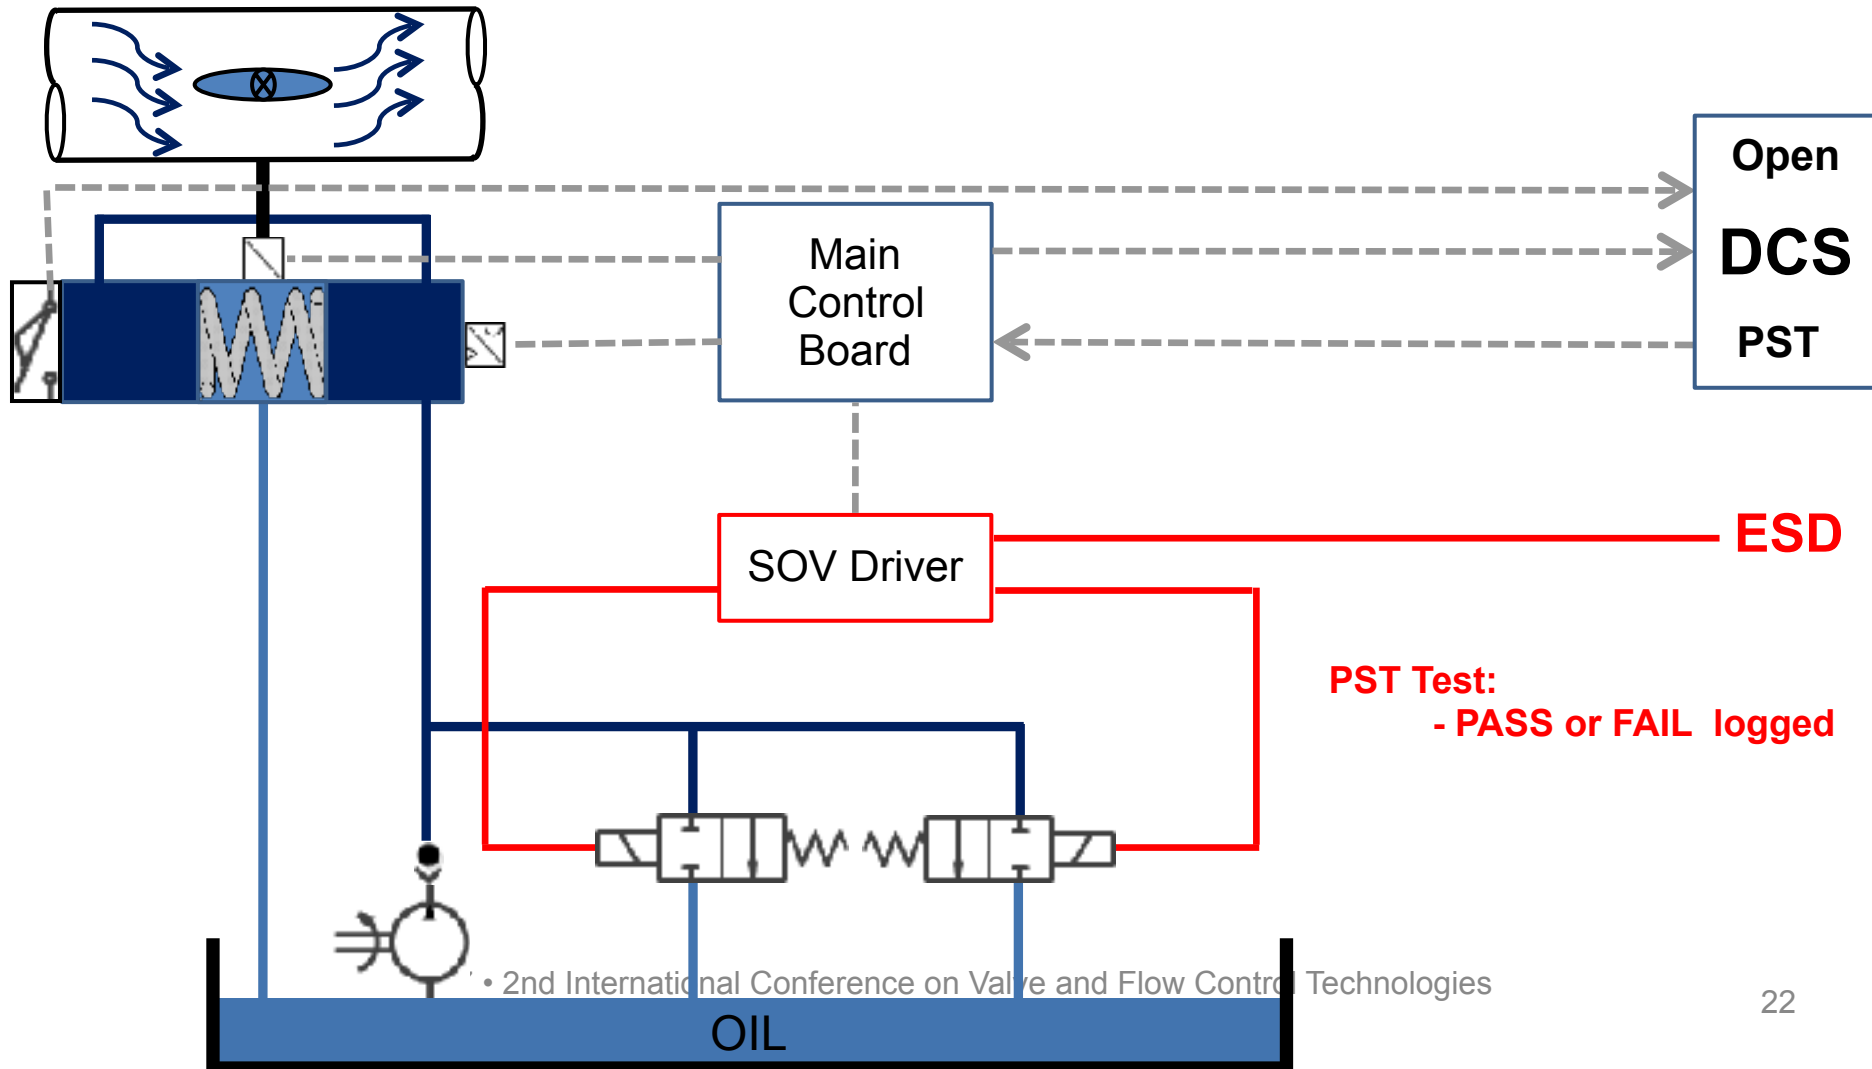 Open
DCS
PST
Main
Control
Board
ESD
SOV Driver
PST Test:
- PASS or FAIL logged
• 2nd International Conference on Valve and Flow Control Technologies
22
OIL